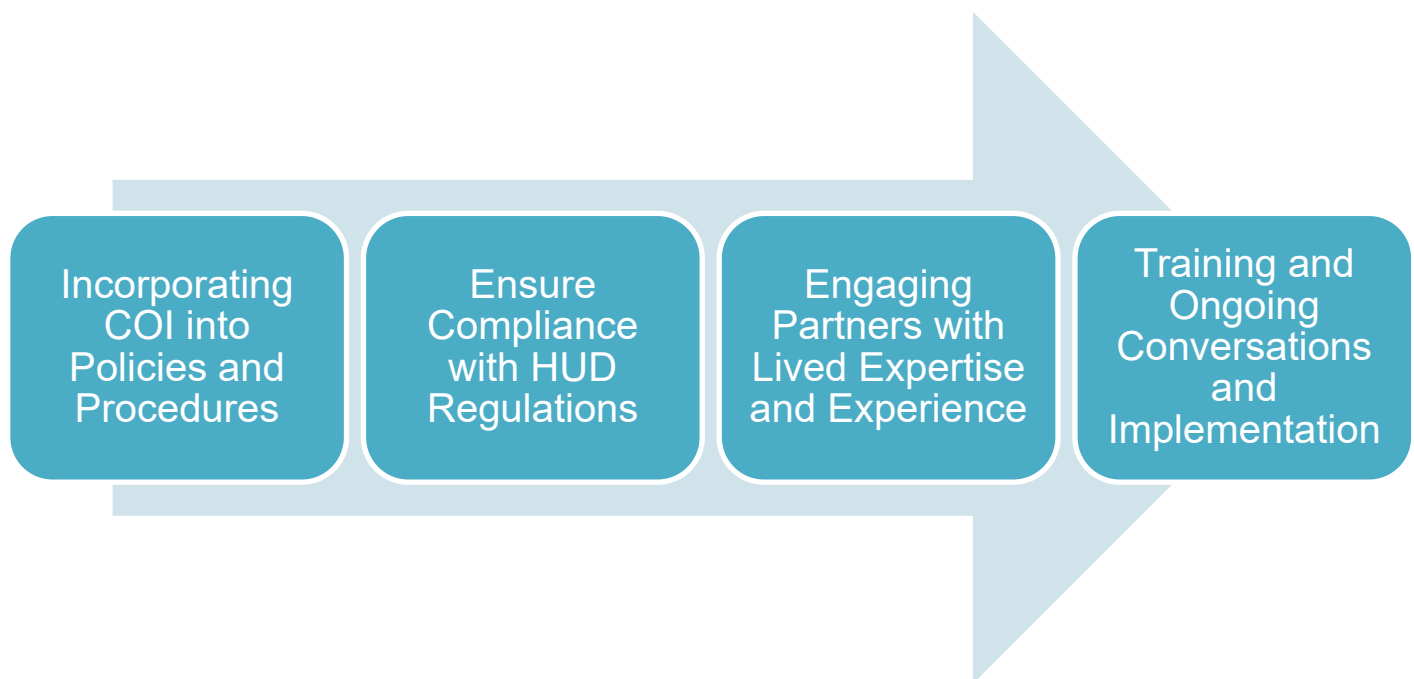 Incorporating
COI into
Policies and
Procedures
Ensure
Compliance
with HUD
Regulations
Engaging
Partners with
Lived Expertise
and Experience
Training and
Ongoing
Conversations
and
Implementation